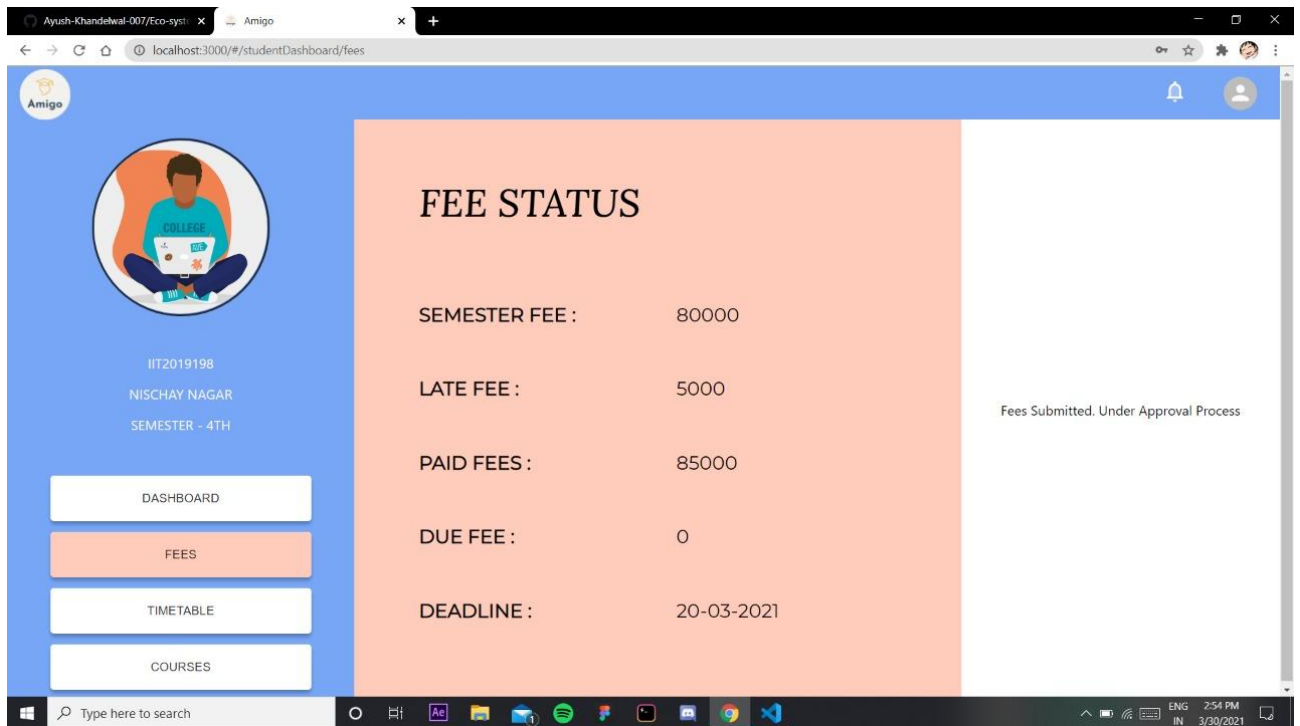 Ayush-Khandelwal-007/Eco-syst
Amigo
localhost:3000/#/studentDashboard/fees
Amigo
COLLEGE
IIT2019198
NISCHAY NAGAR
SEMESTER - 4TH
DASHBOARD
FEES
TIMETABLE
COURSES
FEE STATUS
SEMESTER FEE : 80000
LATE FEE : 5000
PAID FEES : 85000
DUE FEE : 0
DEADLINE : 20-03-2021
Fees Submitted. Under Approval Process
Type here to search
Ae
1
ENG
IN
2:54 PM
3/30/2021